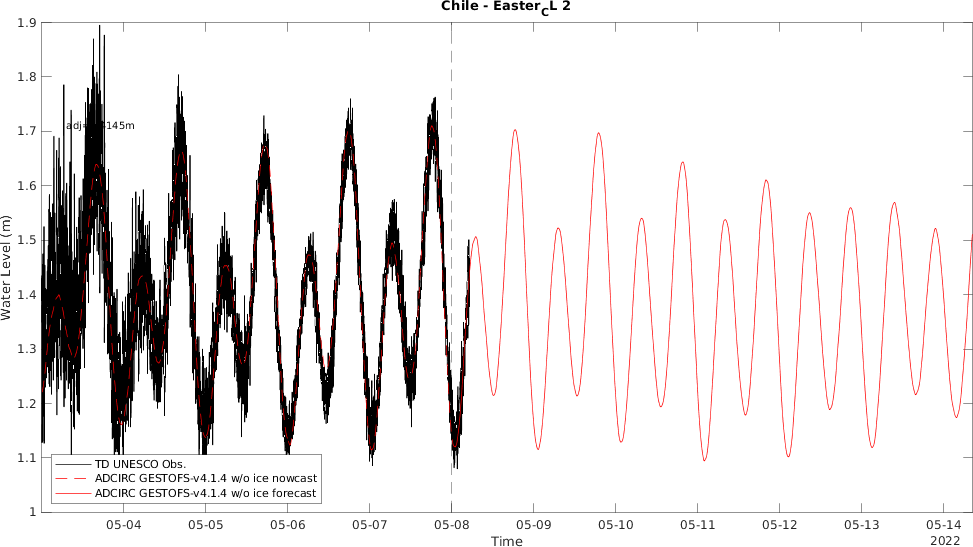 Chile - EasterCL 2
1.9
1.8
1.7
1.6
1.5
1.4
1.3
1.2
1.1
1
Water Level (m)
145m
TD UNESCO Obs.
ADCIRC GESTOFS-v4.1.4 w/o ice nowcast
ADCIRC GESTOFS-v4.1.4 w/o ice forecast
05-04 05-05 05-06 05-07 05-08 05-09 05-10 05-11 05-12 05-13 05-14
Time
2022